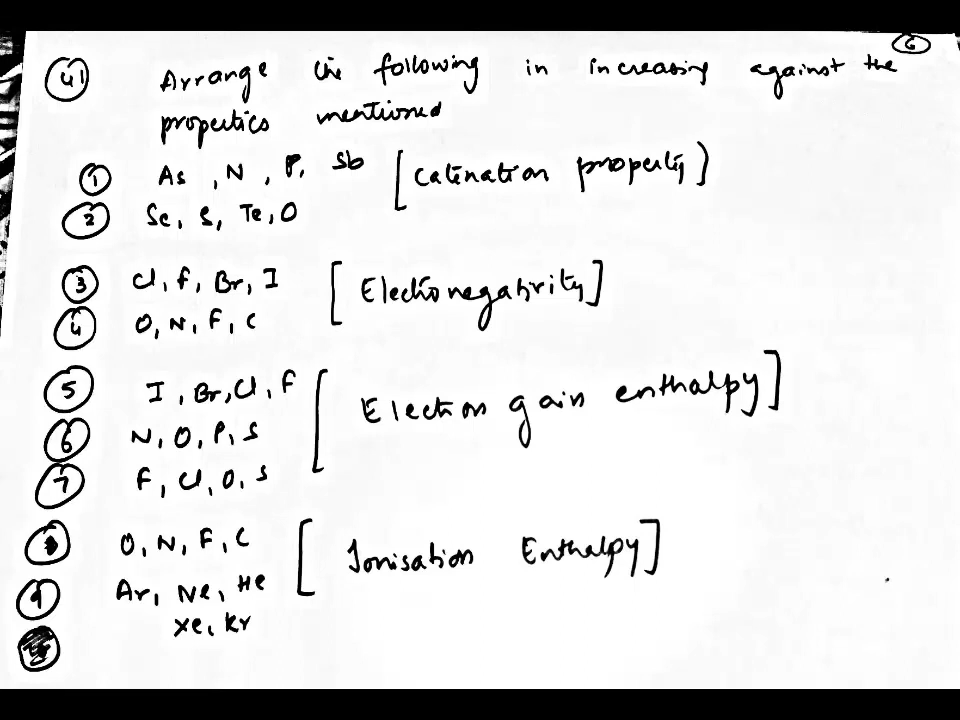 6
41 Arrange the following in increasing against the
properties mentioned
1 As, N, P, Sb [Catenation property]
2 Se, S, Te, O
3 Cl, F, Br, I [Electronegativity]
4 O, N, F, C
5 I, Br, Cl, F [Electron gain enthalpy]
6 N, O, P, S
7 F, Cl, O, S
8 O, N, F, C [Ionisation Enthalpy]
9 Ar, Ne, He
Xe, Kr